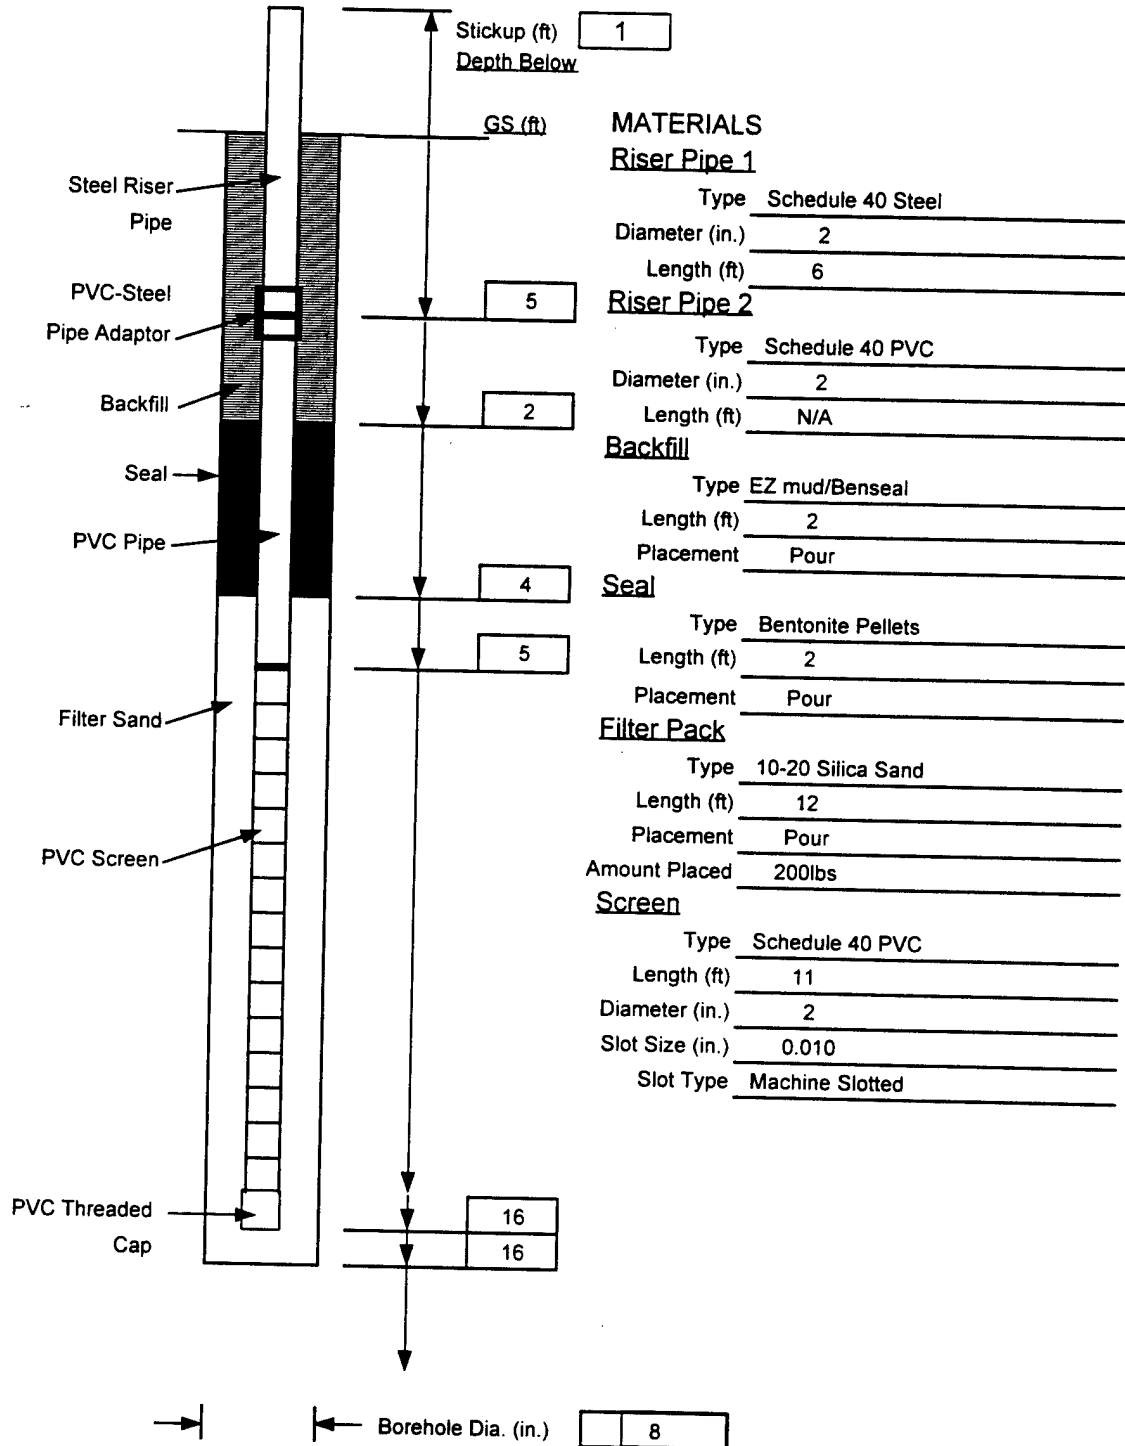 Stickup (ft) 1
Depth Below
GS (ft)
Steel Riser
Pipe
PVC-Steel
Pipe Adaptor
5
Backfill
2
Seal
PVC Pipe
4
5
Filter Sand
PVC Screen
PVC Threaded
Cap
16
16
Borehole Dia. (in.) 8
MATERIALS
Riser Pipe 1
Type Schedule 40 Steel
Diameter (in.) 2
Length (ft) 6
Riser Pipe 2
Type Schedule 40 PVC
Diameter (in.) 2
Length (ft) N/A
Backfill
Type EZ mud/Benseal
Length (ft) 2
Placement Pour
Seal
Type Bentonite Pellets
Length (ft) 2
Placement Pour
Filter Pack
Type 10-20 Silica Sand
Length (ft) 12
Placement Pour
Amount Placed 200lbs
Screen
Type Schedule 40 PVC
Length (ft) 11
Diameter (in.) 2
Slot Size (in.) 0.010
Slot Type Machine Slotted